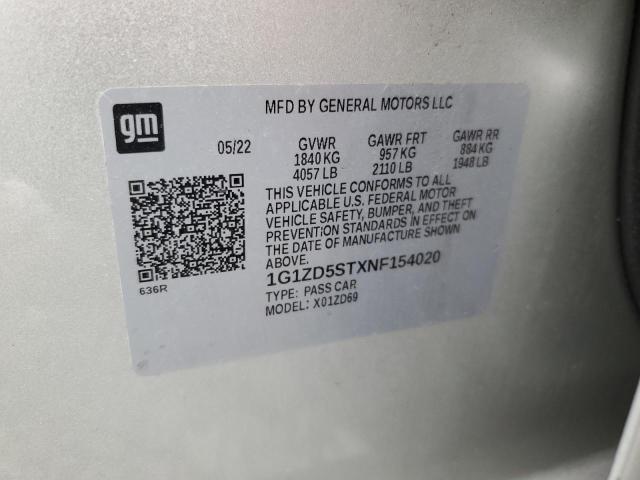 MFD BY GENERAL MOTORS LLC
gm
05/22 GVWR GAWR FRT GAWR RR
1840 KG 957 KG 884 KG
4057 LB 2110 LB 1948 LB
THIS VEHICLE CONFORMS TO ALL
APPLICABLE U.S. FEDERAL MOTOR
VEHICLE SAFETY, BUMPER, AND THEFT
PREVENTION STANDARDS IN EFFECT ON
THE DATE OF MANUFACTURE SHOWN
ABOVE.
1G1ZD5STXNF154020
TYPE: PASS CAR
MODEL: X01ZD69
636R